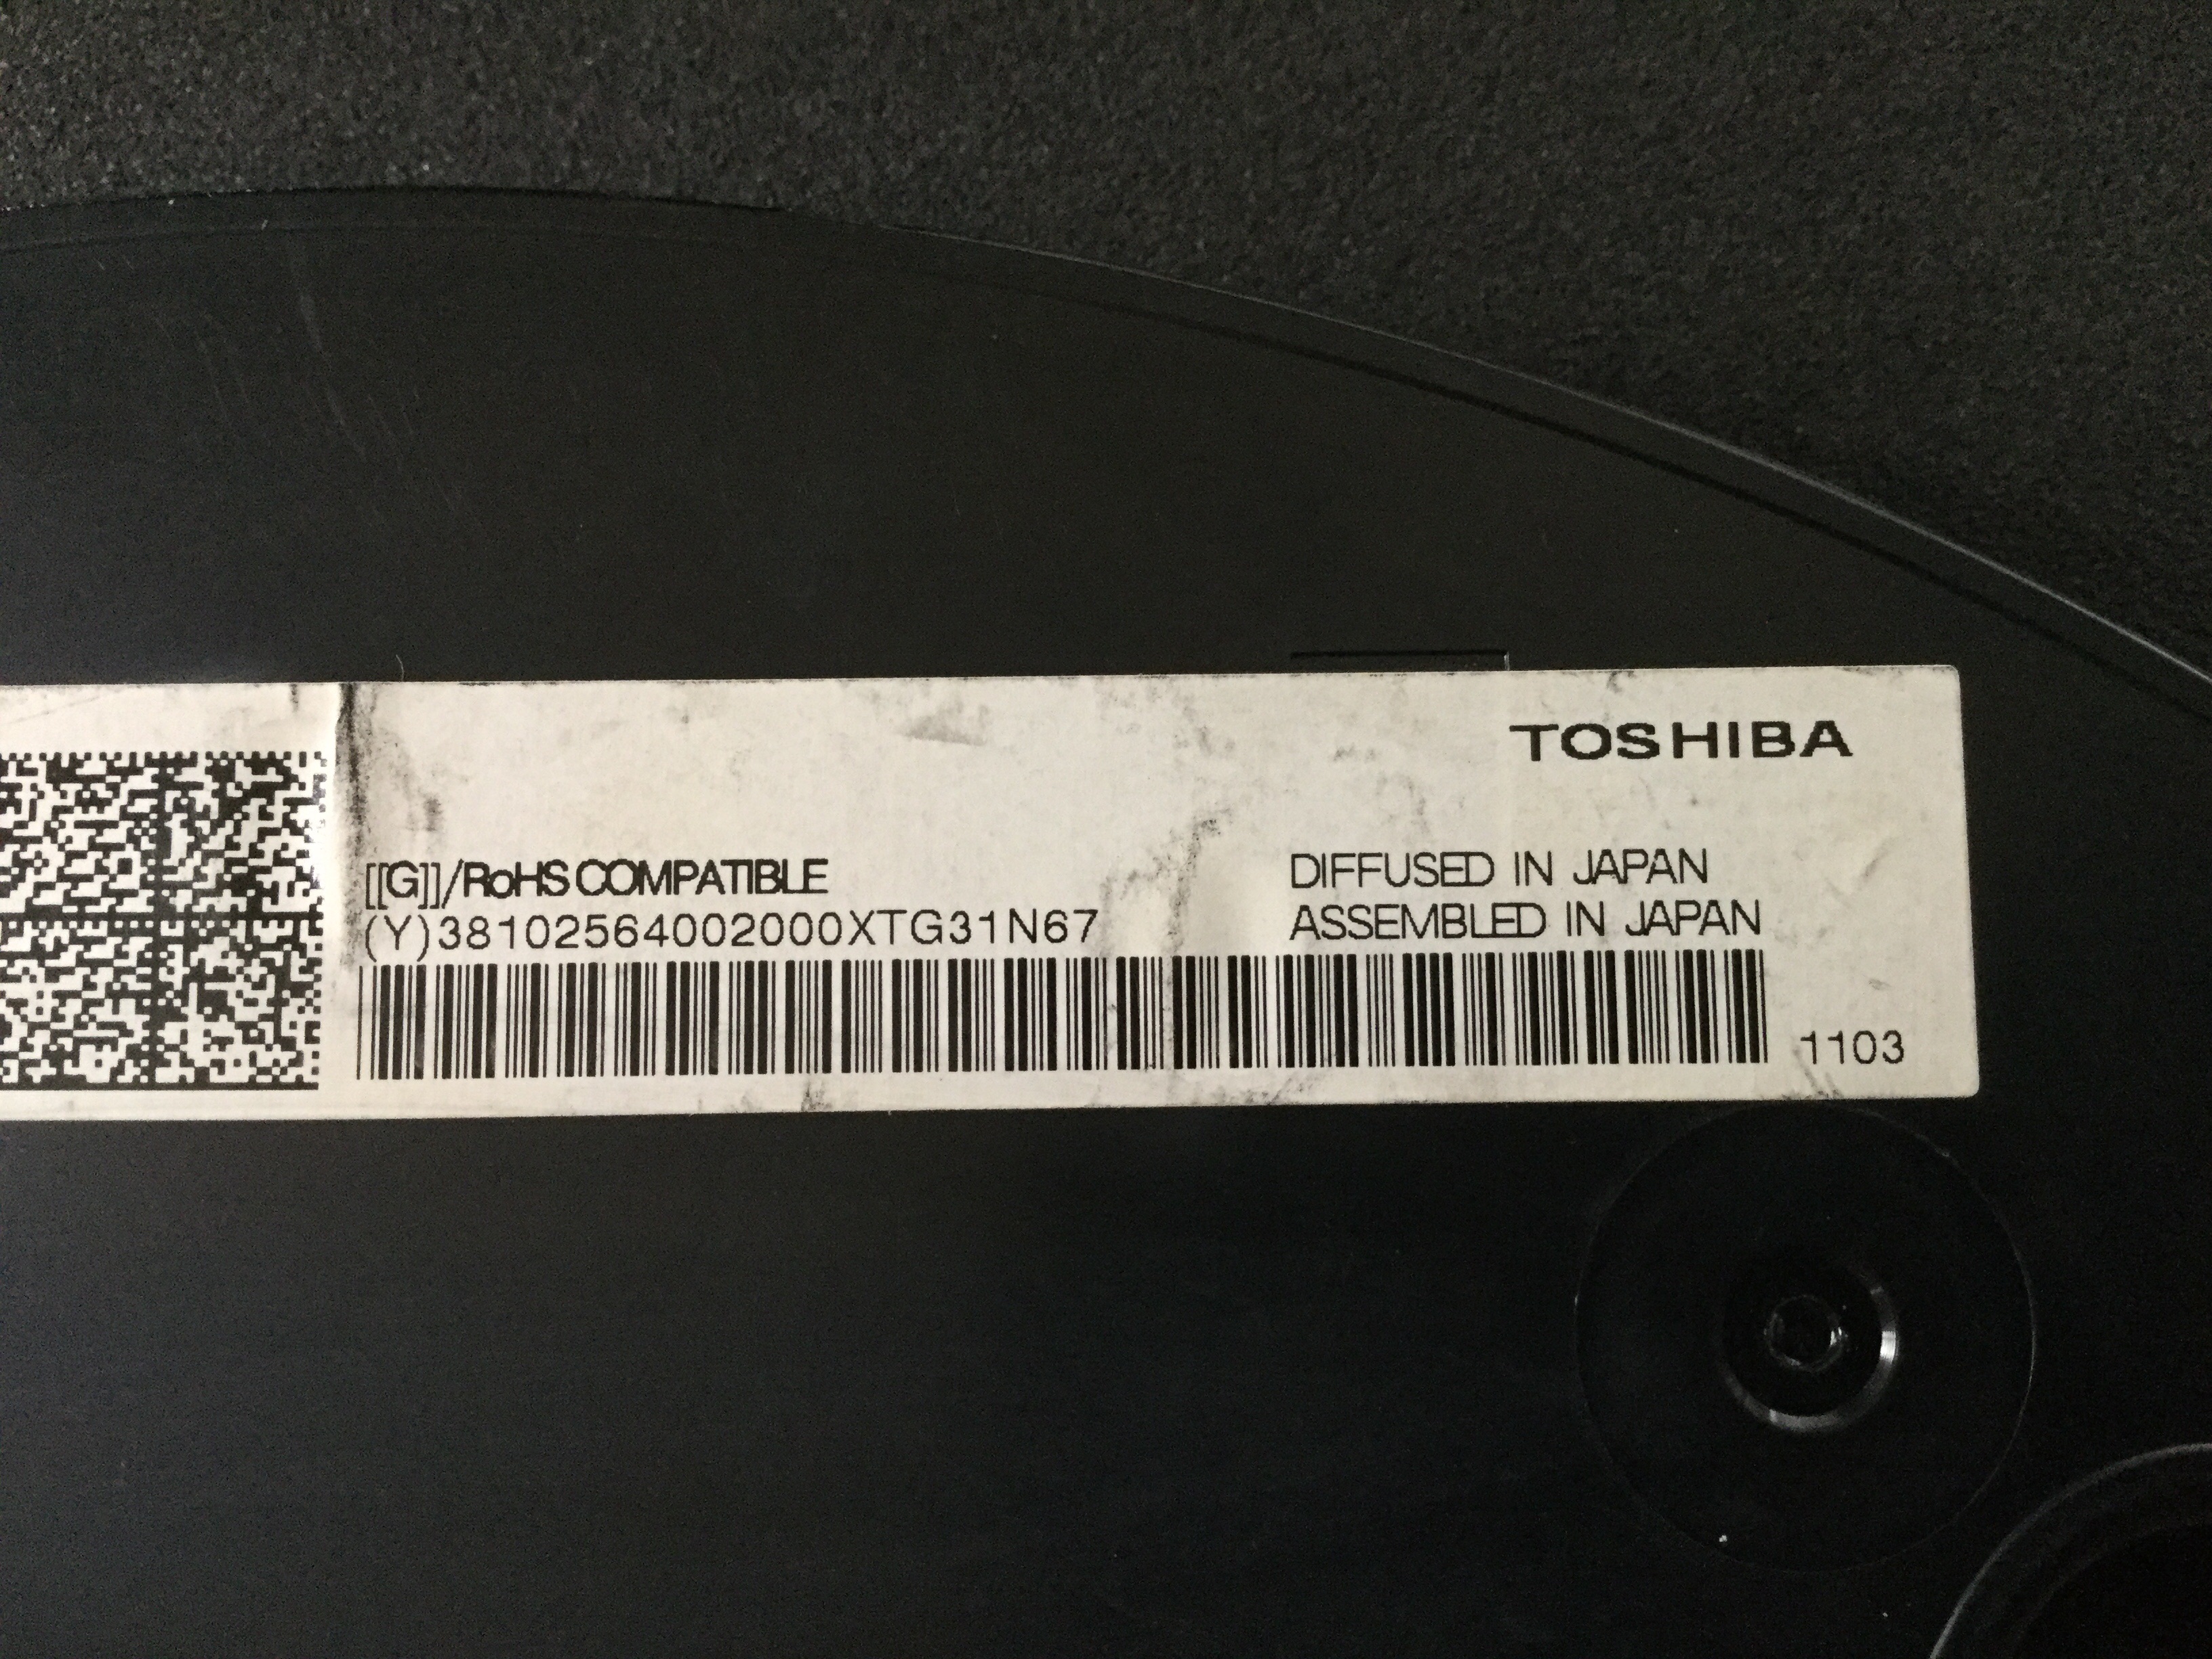 TOSHIBA
[[G]]/RoHS COMPATIBLE
(Y)38102564002000XTG31N67
DIFFUSED IN JAPAN
ASSEMBLED IN JAPAN
1103